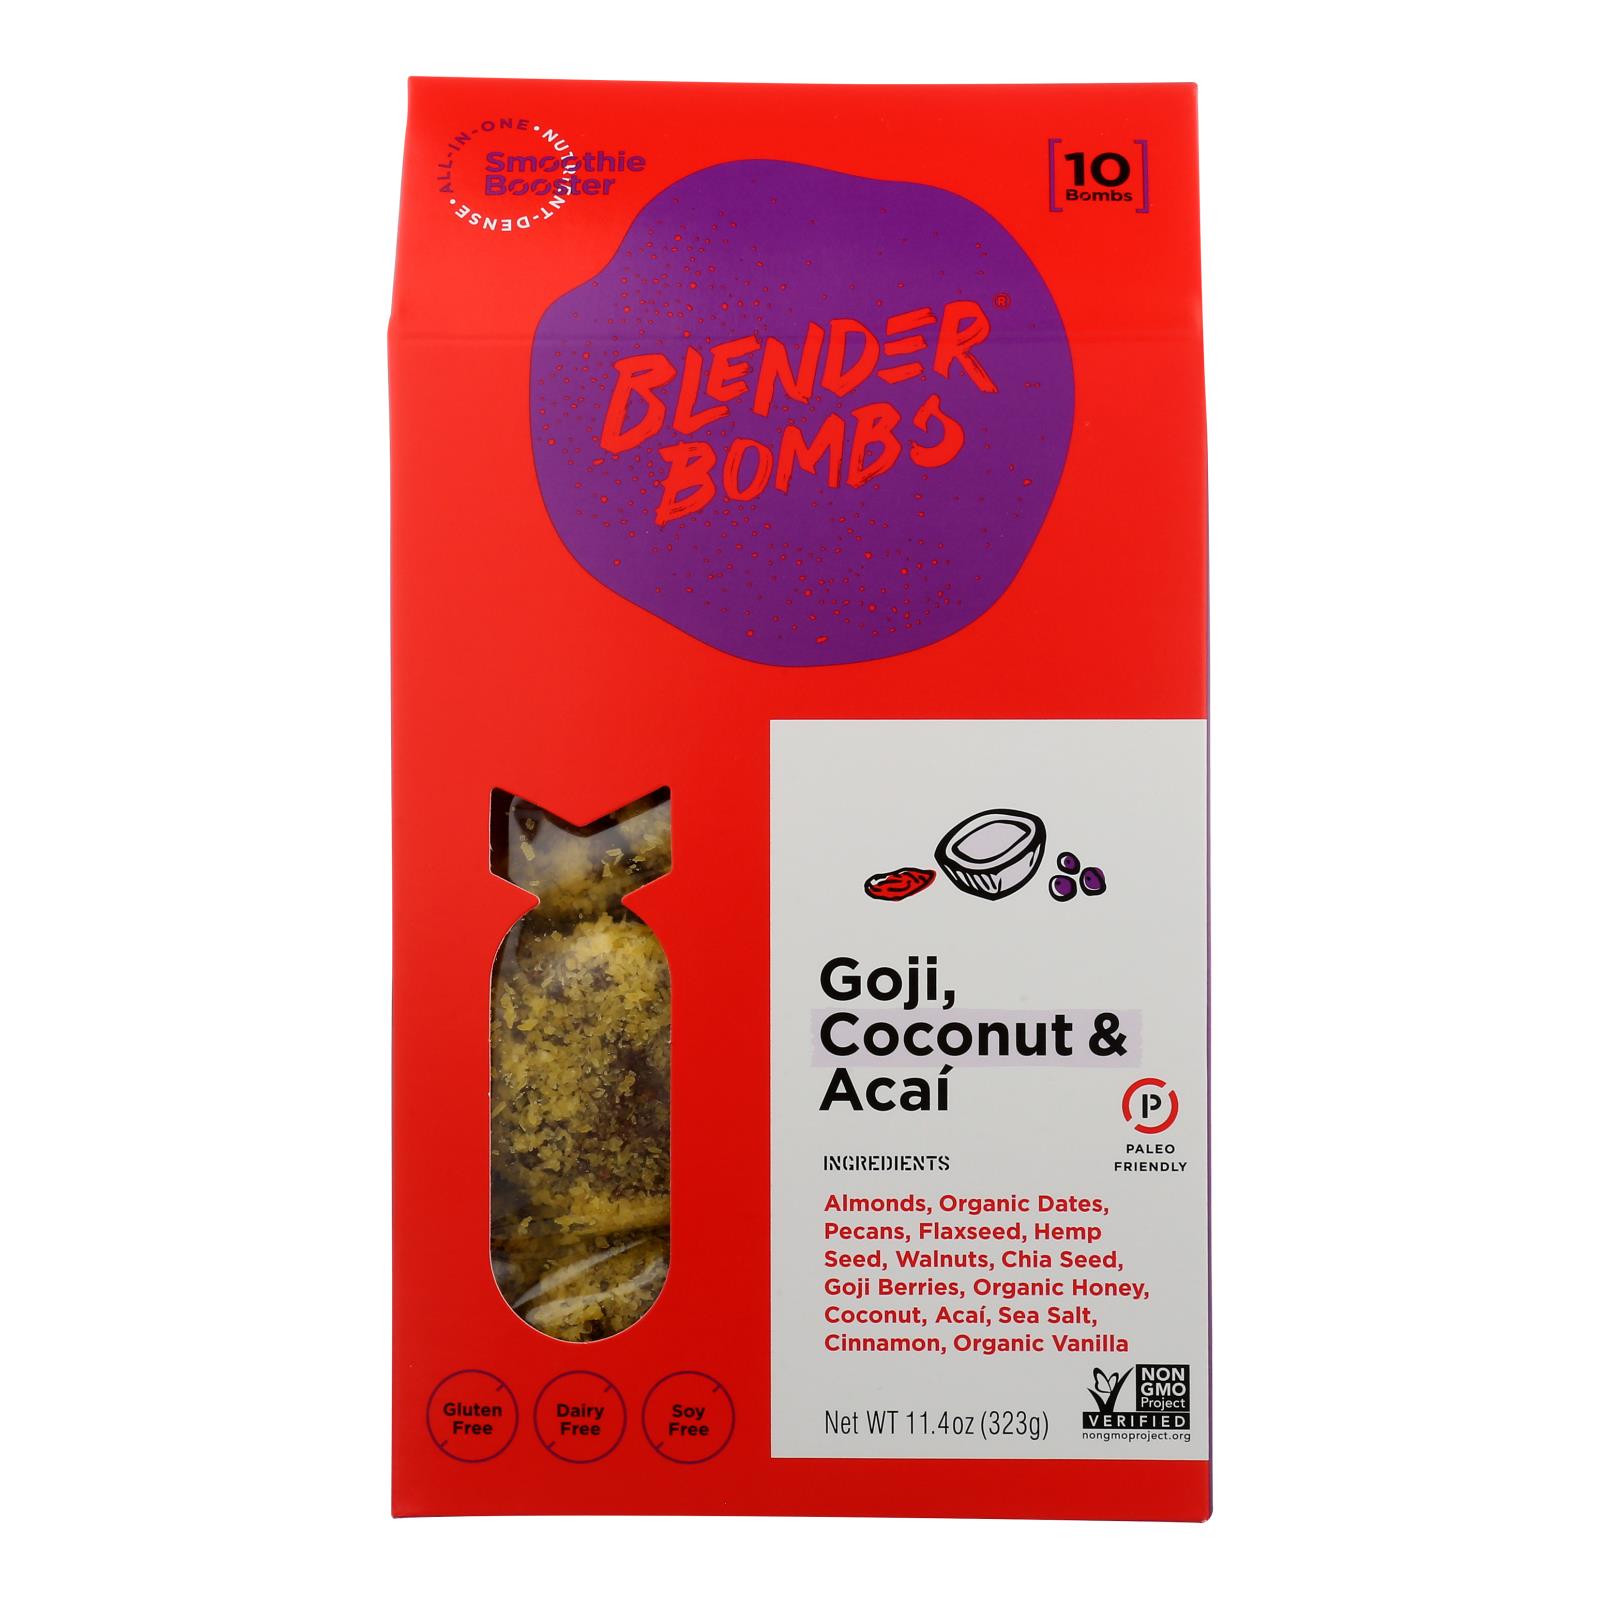 ALL-IN-ONE • NUTRIENT-DENSE •
Smoothie
Booster
10
Bombs
BLENDER®
BOMBS
Goji,
Coconut &
Acaí
P
PALEO
FRIENDLY
INGREDIENTS
Almonds, Organic Dates,
Pecans, Flaxseed, Hemp
Seed, Walnuts, Chia Seed,
Goji Berries, Organic Honey,
Coconut, Acaí, Sea Salt,
Cinnamon, Organic Vanilla
Gluten
Free
Dairy
Free
Soy
Free
Net WT 11.4oz (323g)
NON
GMO
Project
VERIFIED
nongmoproject.org